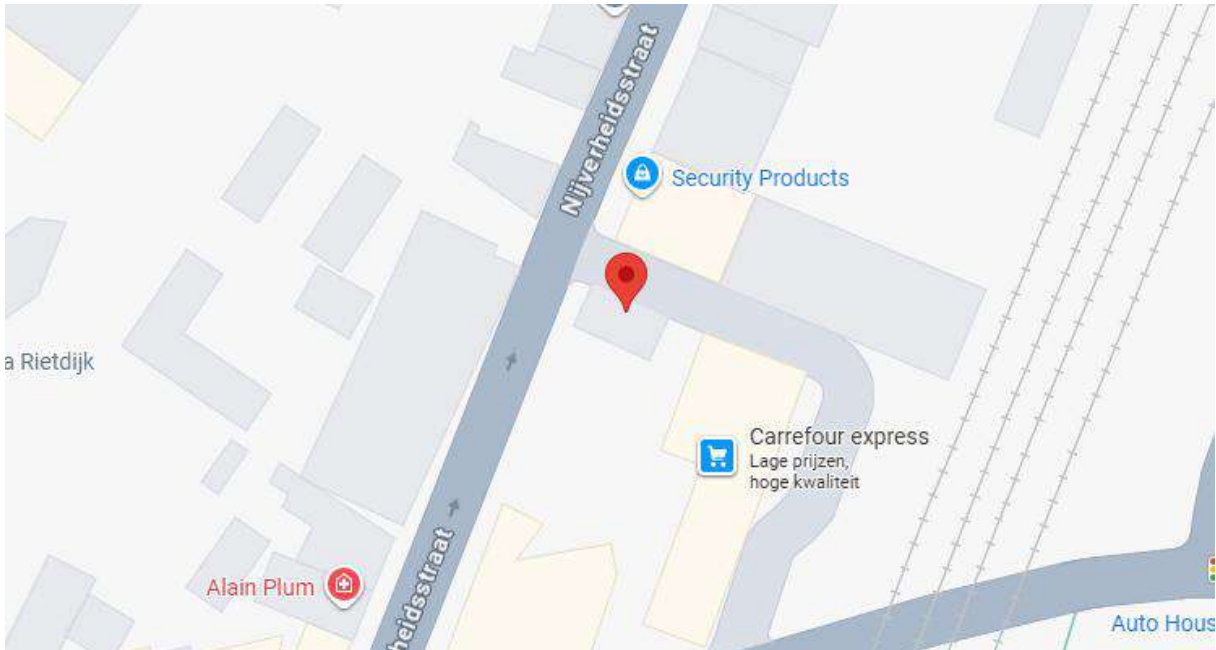 Nijverheidsstraat
Security Products
a Rietdijk
Carrefour express
Lage prijzen,
hoge kwaliteit
Alain Plum
heidsstraat
Auto Hous